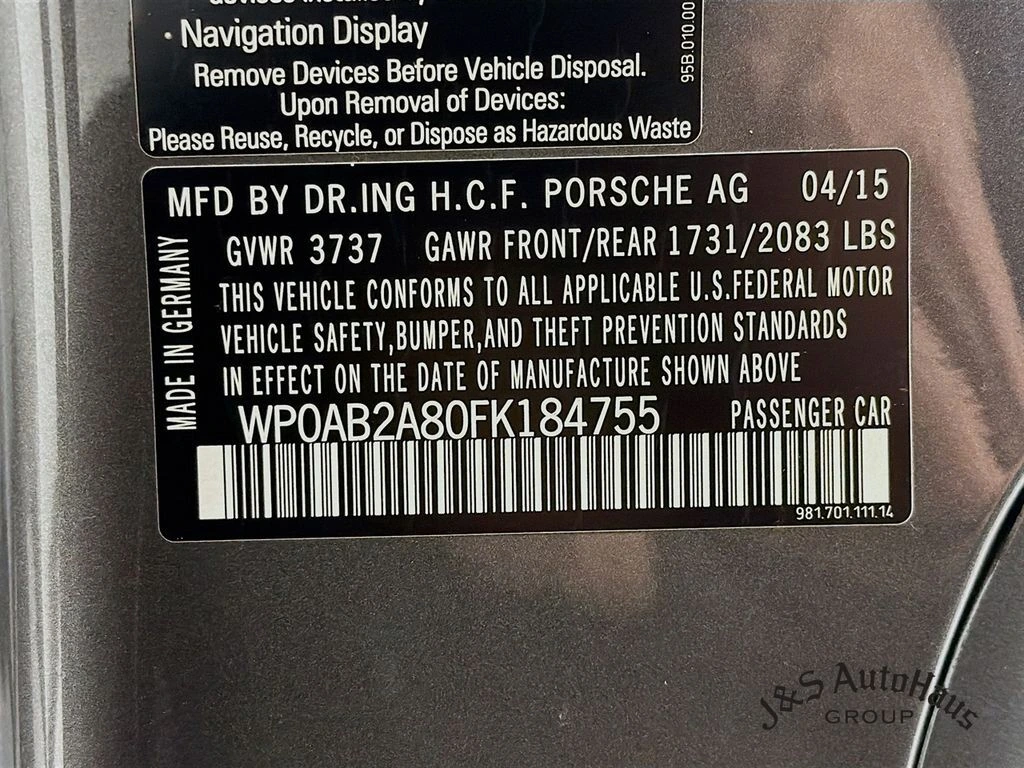 · Navigation Display
Remove Devices Before Vehicle Disposal.
Upon Removal of Devices:
Please Reuse, Recycle, or Dispose as Hazardous Waste
95B.010.00
MFD BY DR.ING H.C.F. PORSCHE AG 04/15
GVWR 3737 GAWR FRONT/REAR 1731/2083 LBS
THIS VEHICLE CONFORMS TO ALL APPLICABLE U.S.FEDERAL MOTOR
VEHICLE SAFETY,BUMPER,AND THEFT PREVENTION STANDARDS
IN EFFECT ON THE DATE OF MANUFACTURE SHOWN ABOVE
MADE IN GERMANY
WP0AB2A80FK184755 PASSENGER CAR
981.701.111.14
J&S AutoHaus
GROUP